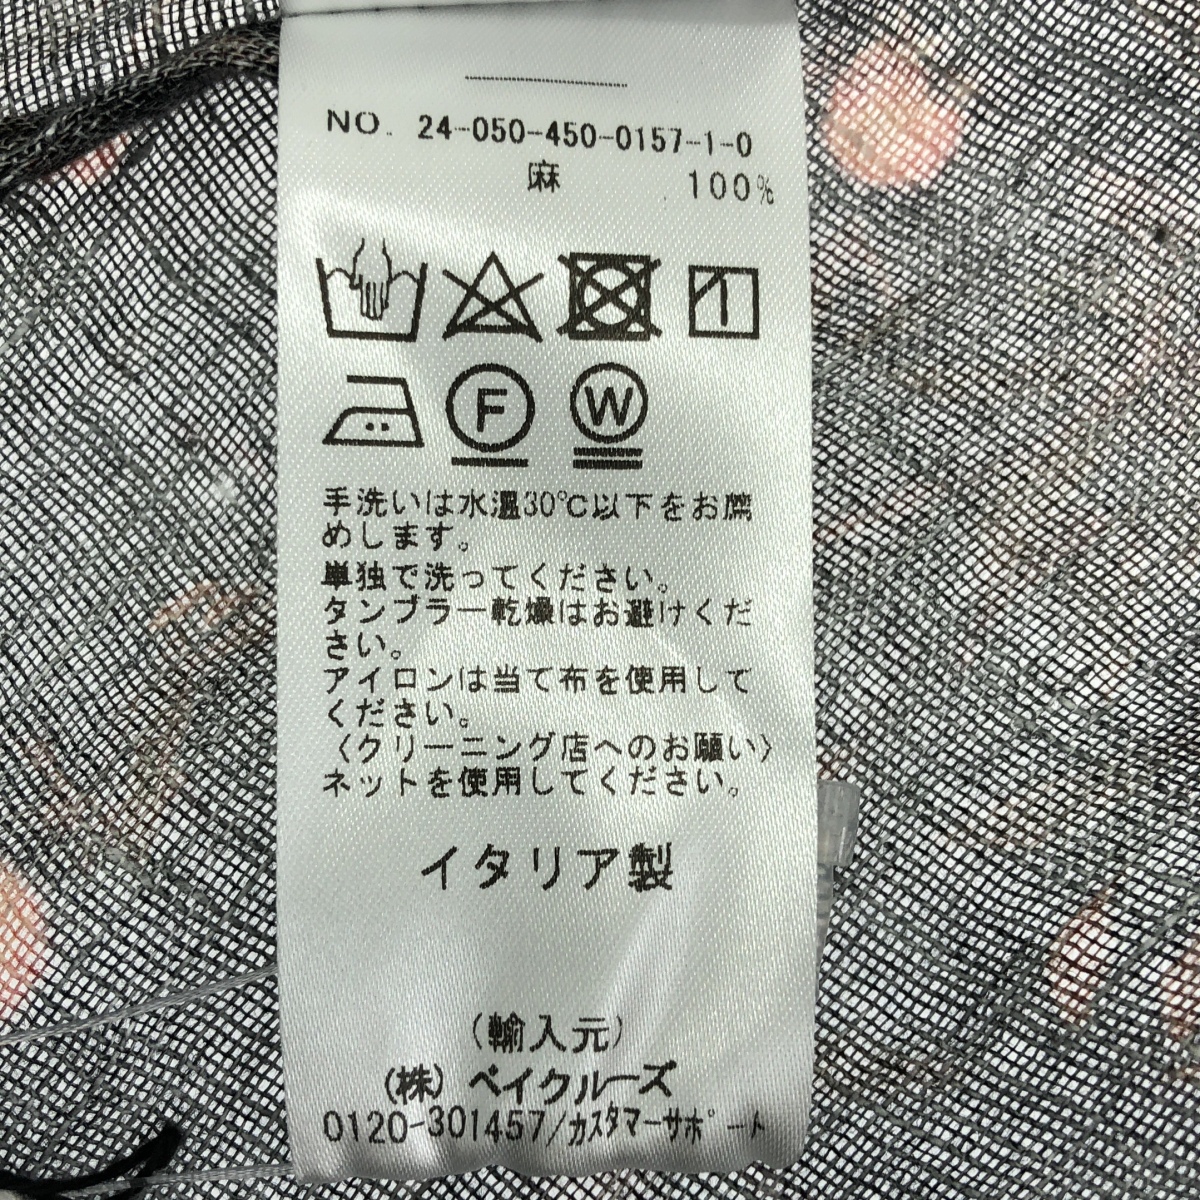 NO. 24-050-450-0157-1-0
麻 100%
F W
手洗いは水温30℃以下をお薦
めします。
単独で洗ってください。
タンブラー乾燥はお避けくだ
さい。
アイロンは当て布を使用して
ください。
〈クリーニング店へのお願い〉
ネットを使用してください。
イタリア製
(輸入元)
(株) ベイクルーズ
0120-301457/カスタマーサポート